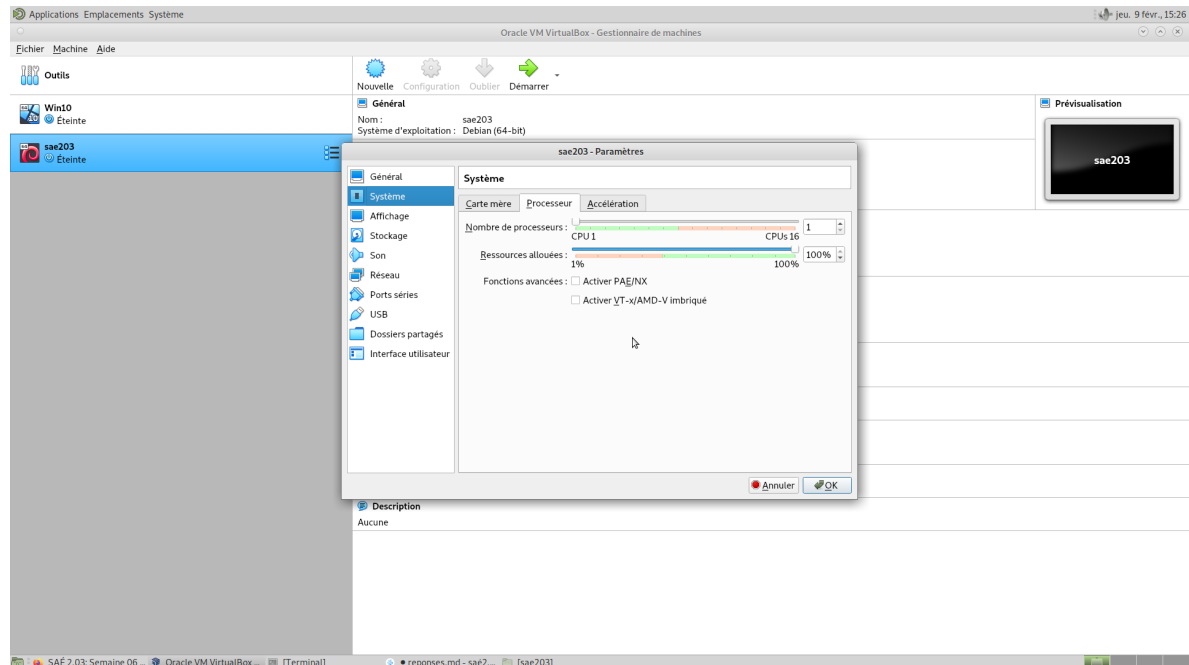 Applications Emplacements Système
jeu. 9 févr., 15:26
Oracle VM VirtualBox - Gestionnaire de machines
Fichier Machine Aide
Outils
Nouvelle Configuration Oublier Démarrer
Win10
Éteinte
sae203
Éteinte
Général
Nom : sae203
Système d'exploitation : Debian (64-bit)
Prévisualisation
sae203
sae203 - Paramètres
Général
Système
Affichage
Stockage
Son
Réseau
Ports séries
USB
Dossiers partagés
Interface utilisateur
Système
Carte mère Processeur Accélération
Nombre de processeurs : 1
CPU 1 CPUs 16
Ressources allouées : 100%
1% 100%
Fonctions avancées : Activer PAE/NX
Activer VT-x/AMD-V imbriqué
Annuler OK
Description
Aucune
SAÉ 2.03: Semaine 06 ... Oracle VM VirtualBox ... [Terminal] reponses.md - saé2.... [sae203]